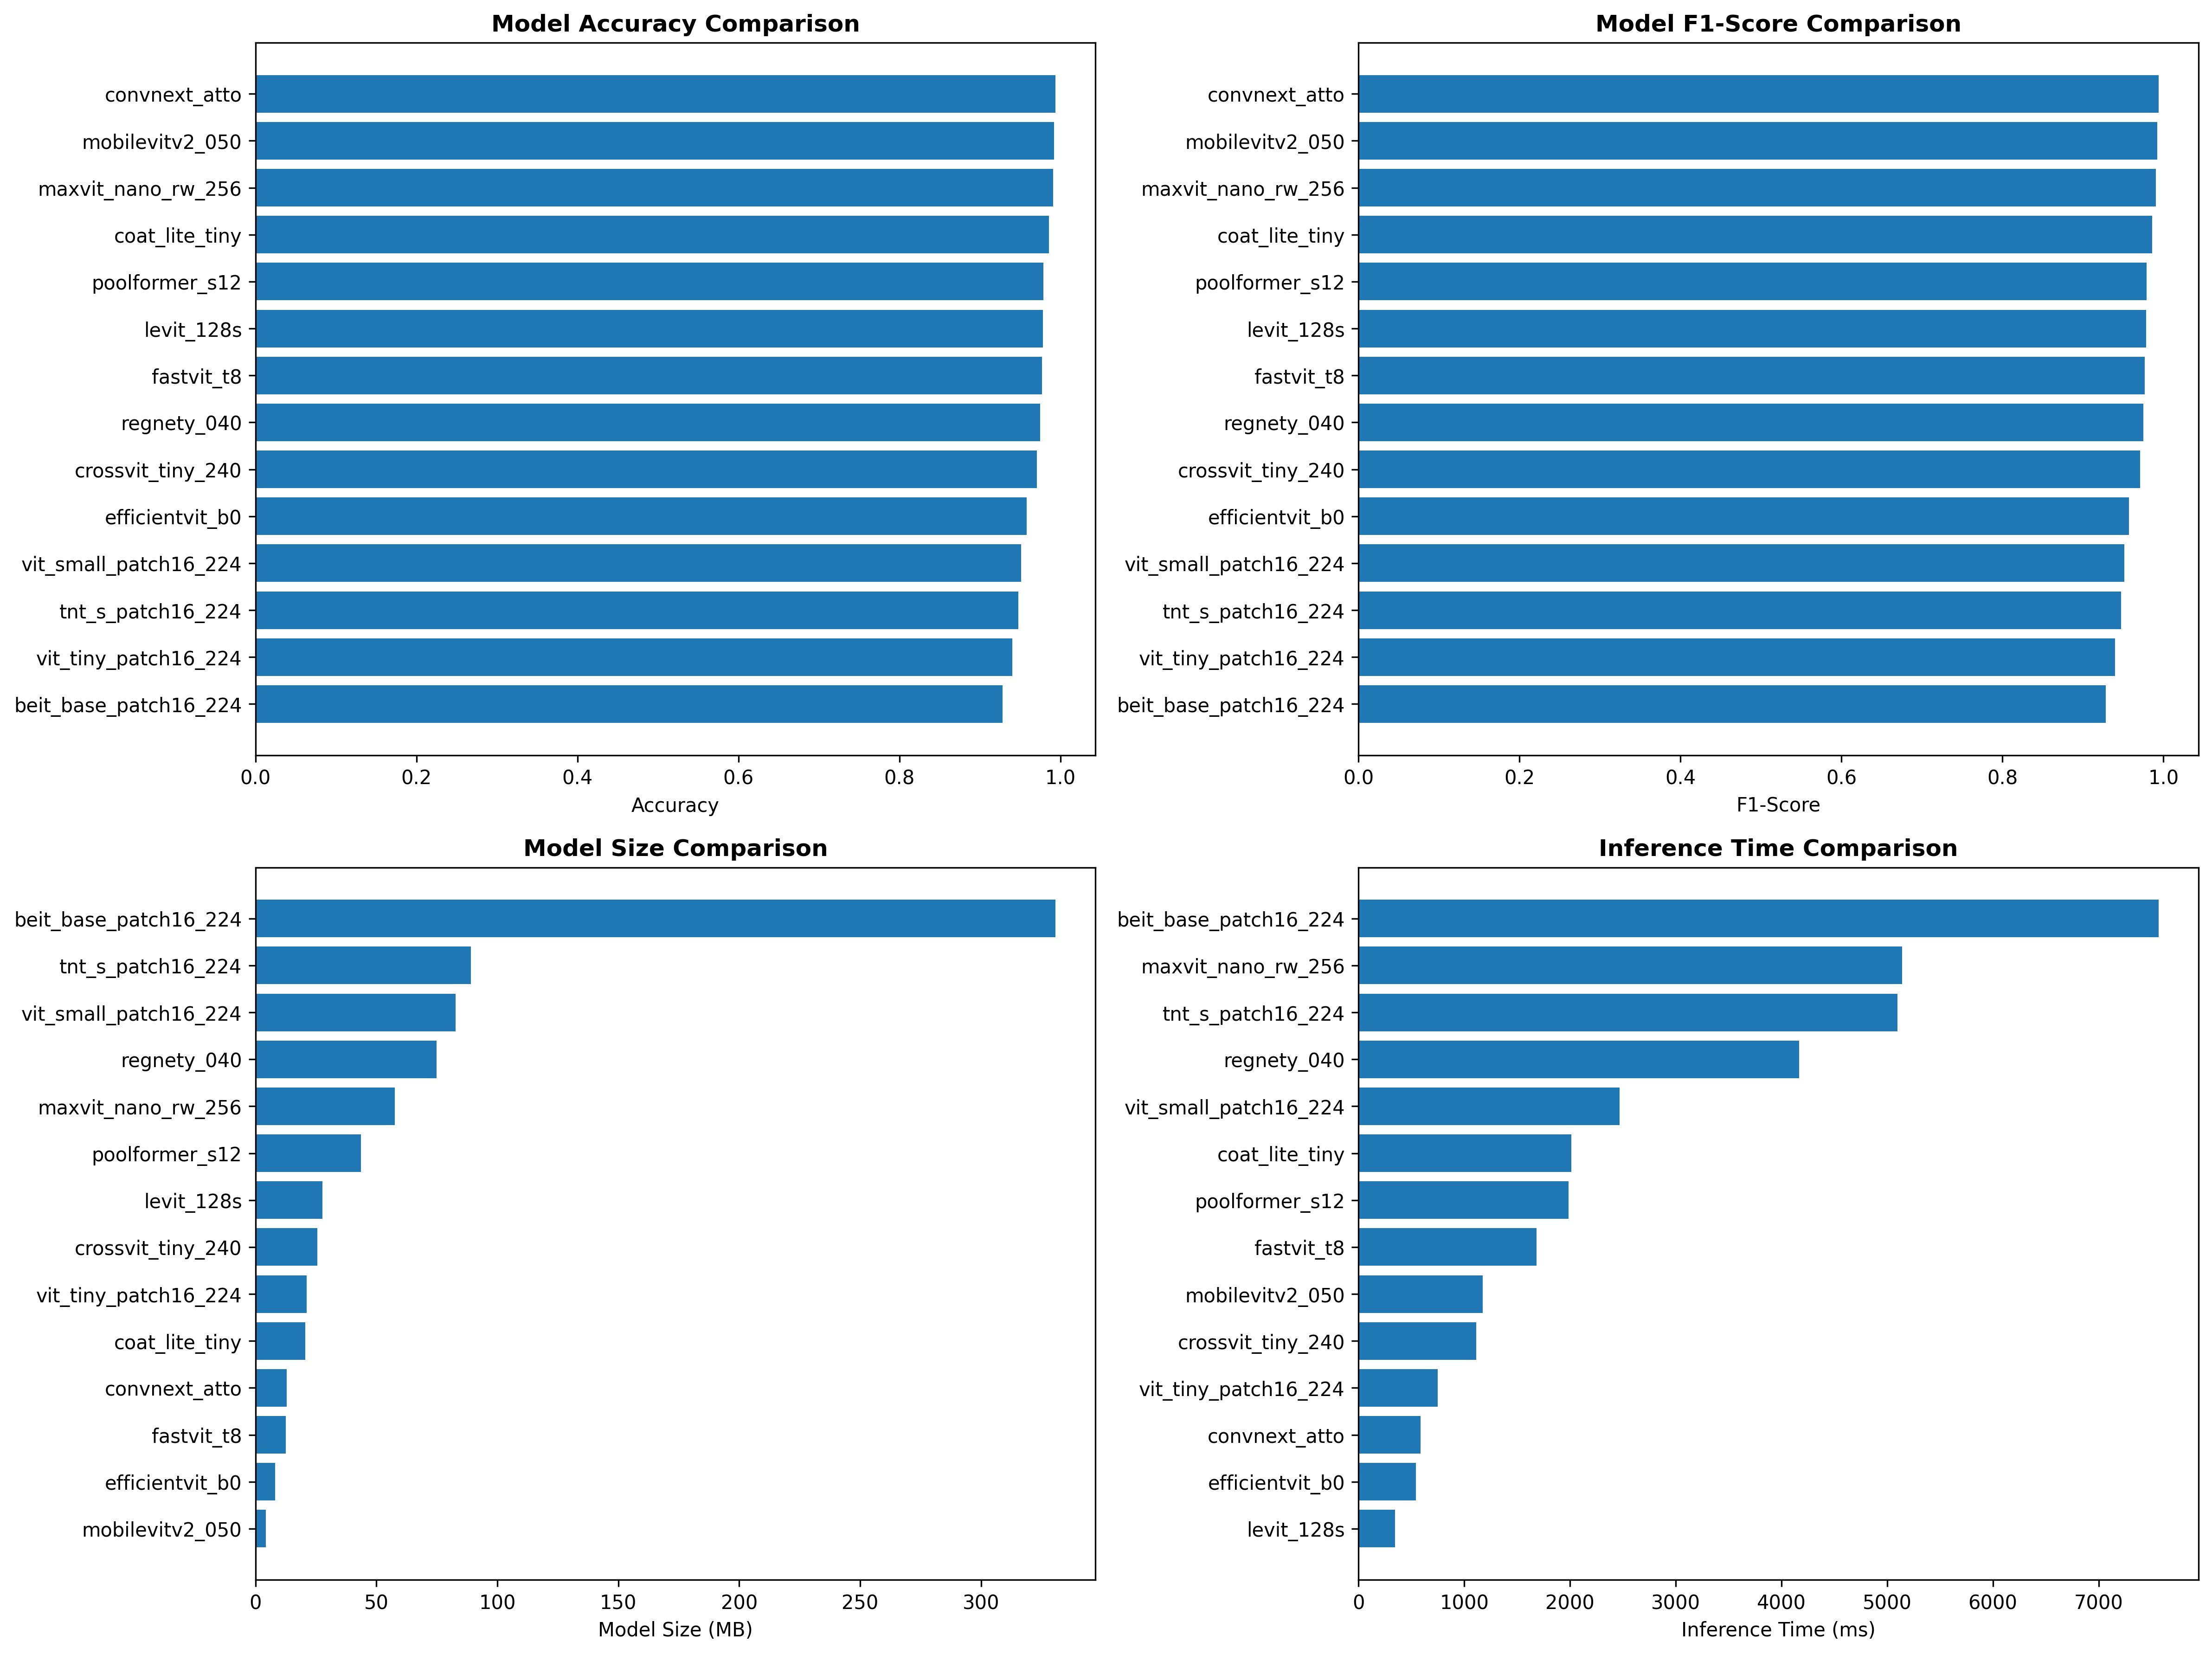 Model Accuracy Comparison
convnext_atto
mobilevitv2_050
maxvit_nano_rw_256
coat_lite_tiny
poolformer_s12
levit_128s
fastvit_t8
regnety_040
crossvit_tiny_240
efficientvit_b0
vit_small_patch16_224
tnt_s_patch16_224
vit_tiny_patch16_224
beit_base_patch16_224
0.0 0.2 0.4 0.6 0.8 1.0
Accuracy
Model F1-Score Comparison
convnext_atto
mobilevitv2_050
maxvit_nano_rw_256
coat_lite_tiny
poolformer_s12
levit_128s
fastvit_t8
regnety_040
crossvit_tiny_240
efficientvit_b0
vit_small_patch16_224
tnt_s_patch16_224
vit_tiny_patch16_224
beit_base_patch16_224
0.0 0.2 0.4 0.6 0.8 1.0
F1-Score
Model Size Comparison
beit_base_patch16_224
tnt_s_patch16_224
vit_small_patch16_224
regnety_040
maxvit_nano_rw_256
poolformer_s12
levit_128s
crossvit_tiny_240
vit_tiny_patch16_224
coat_lite_tiny
convnext_atto
fastvit_t8
efficientvit_b0
mobilevitv2_050
0 50 100 150 200 250 300
Model Size (MB)
Inference Time Comparison
beit_base_patch16_224
maxvit_nano_rw_256
tnt_s_patch16_224
regnety_040
vit_small_patch16_224
coat_lite_tiny
poolformer_s12
fastvit_t8
mobilevitv2_050
crossvit_tiny_240
vit_tiny_patch16_224
convnext_atto
efficientvit_b0
levit_128s
0 1000 2000 3000 4000 5000 6000 7000
Inference Time (ms)